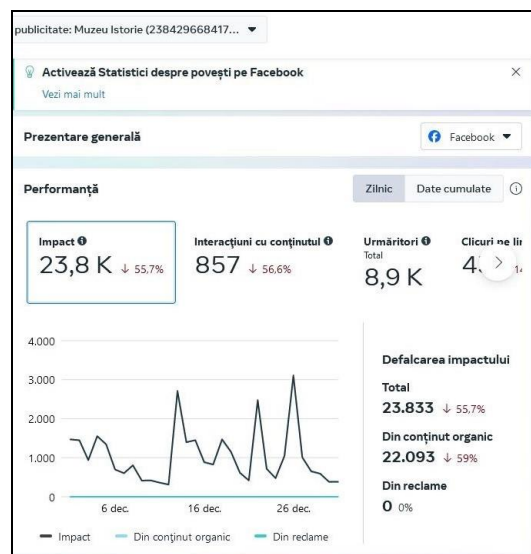 publicitate: Muzeu Istorie (238429668417...
Activează Statistici despre povești pe Facebook
Vezi mai mult
Prezentare generală
Facebook
Performanță
Zilnic
Date cumulate
Impact
23,8 K ↓ 55,7%
Interacțiuni cu conținutul
857 ↓ 56,6%
Urmăritori
Total
8,9 K
Clicuri pe
4.000
3.000
2.000
1.000
0
6 dec.
16 dec.
26 dec.
Impact
Din conținut organic
Din reclame
Defalcarea impactului
Total
23.833 ↓ 55,7%
Din conținut organic
22.093 ↓ 59%
Din reclame
0 0%